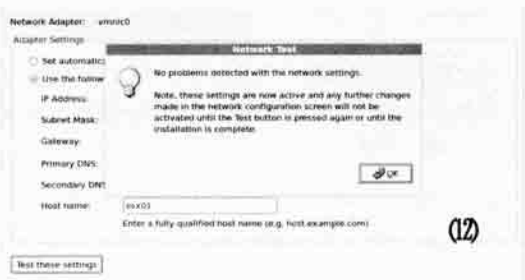 Network Adapter: vmnic0
Adapter Settings
Network Test
Set automatic
No problems detected with the network settings.
Use the follow
Note, these settings are now active and any further changes
IP Address:
made in the network configuration screen will not be
activated until the Test button is pressed again or until the
Subnet Mask:
installation is complete.
Gateway:
Primary DNS:
OK
Secondary DNS
Host name:
esx01
Enter a fully qualified host name (e.g. host.example.com)
(12)
Test these settings